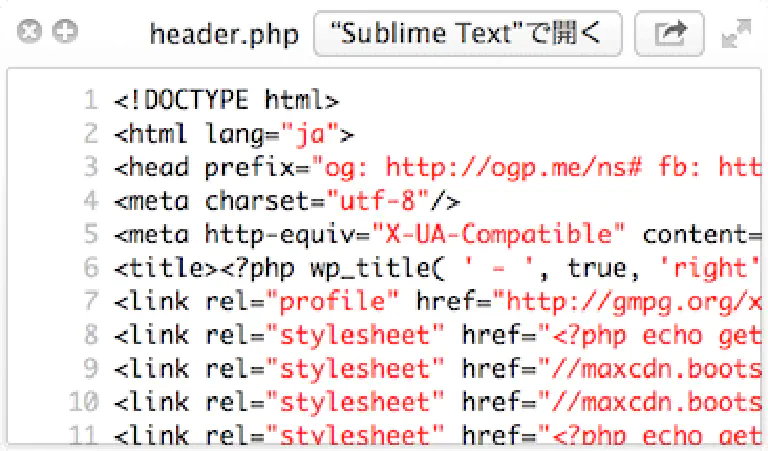 header.php “Sublime Text”で開く
1 <!DOCTYPE html>
2 <html lang="ja">
3 <head prefix="og: http://ogp.me/ns# fb: htt
4 <meta charset="utf-8"/>
5 <meta http-equiv="X-UA-Compatible" content=
6 <title><?php wp_title( ' - ', true, 'right'
7 <link rel="profile" href="http://gmpg.org/x
8 <link rel="stylesheet" href="<?php echo get
9 <link rel="stylesheet" href="//maxcdn.boots
10 <link rel="stylesheet" href="//maxcdn.boots
11 <link rel="stylesheet" href="<?php echo get